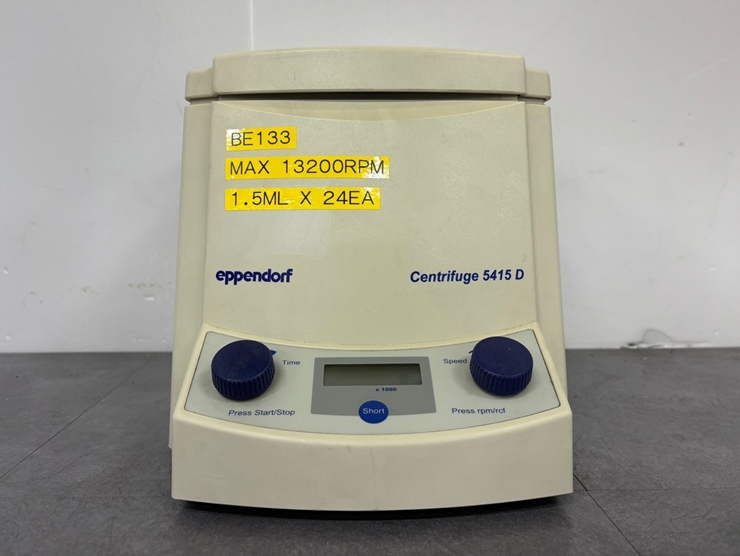 BE133
MAX 13200RPM
1.5ML X 24EA
eppendorf
Centrifuge 5415 D
Time
Speed
x 1000
Short
Press Start/Stop
Press rpm/rcf